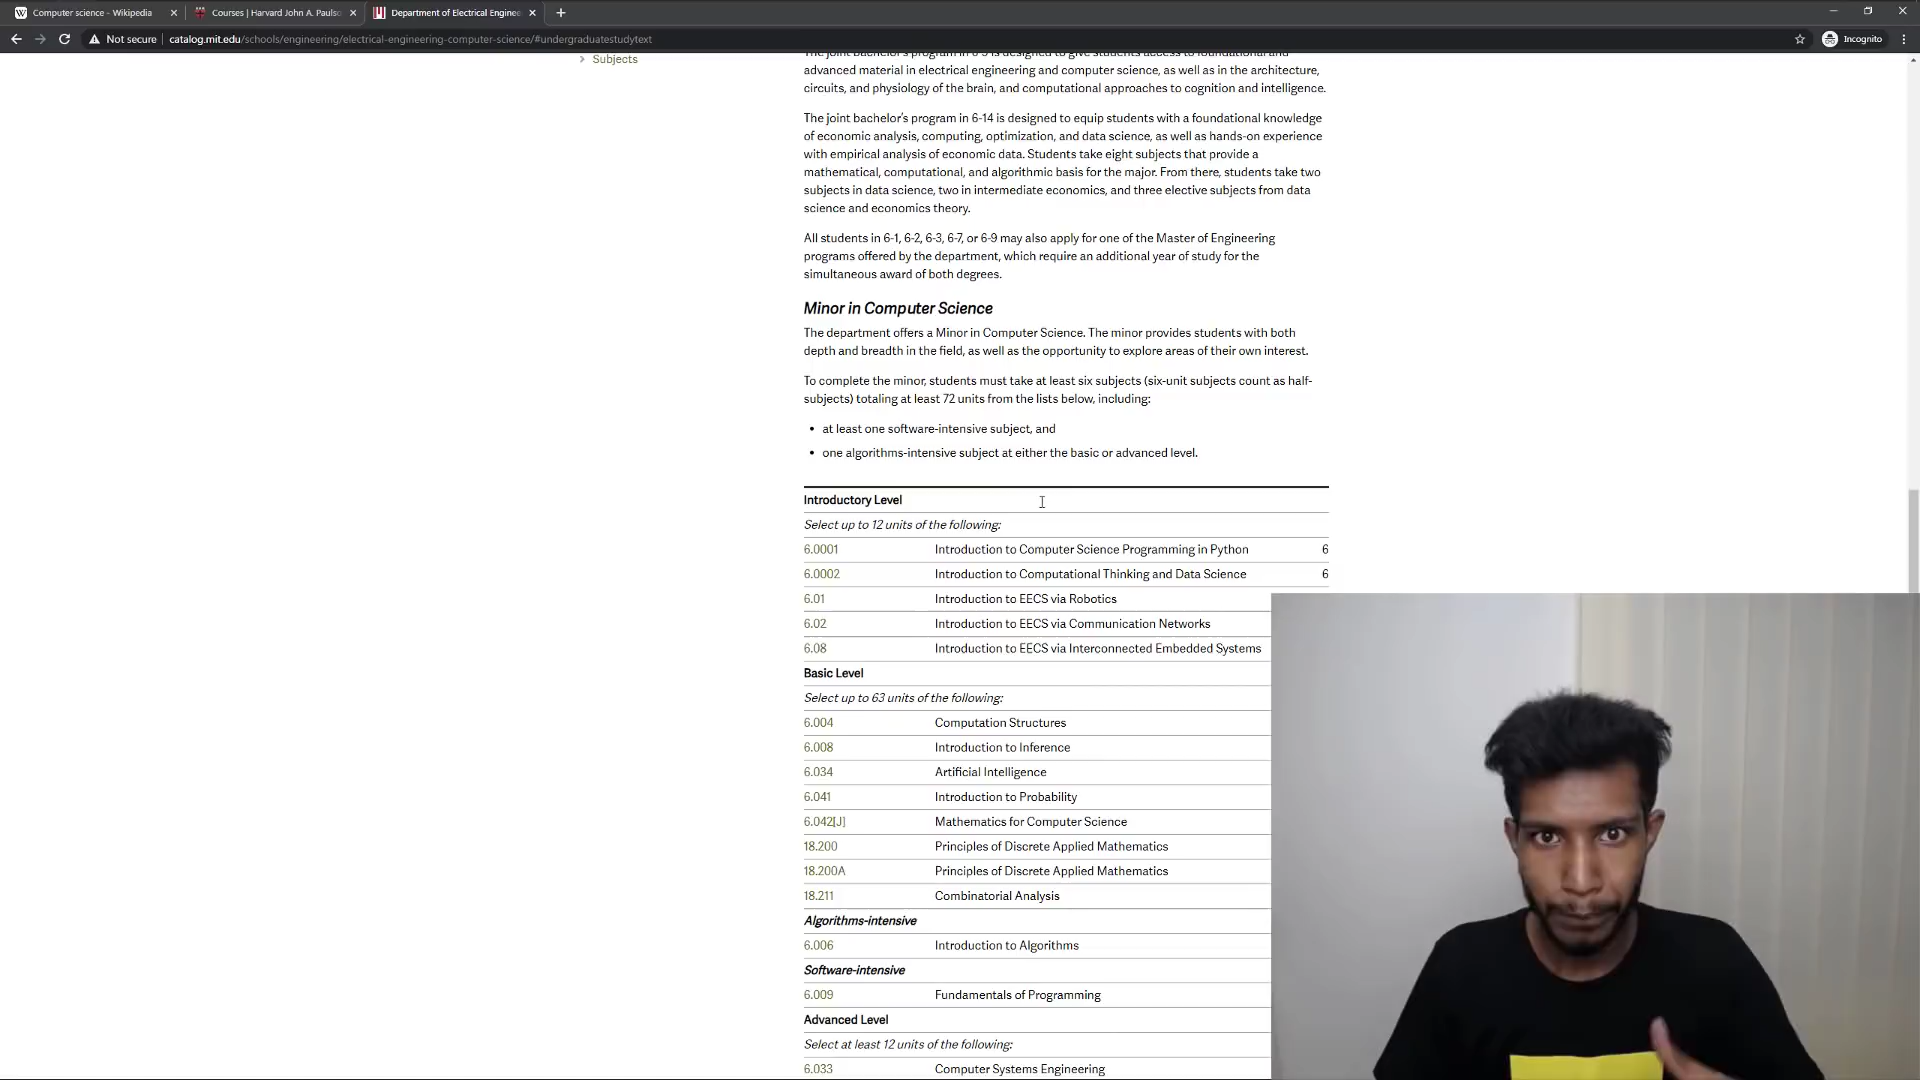 Computer science - Wikipedia
Courses | Harvard John A. Pauls
Department of Electrical Enginee
Not secure
catalog.mit.edu/schools/engineering/electrical-engineering-computer-science/#undergraduatestudytext
Incognito
Subjects
The joint bachelor's program in 6-9 is designed to give students access to foundational and
advanced material in electrical engineering and computer science, as well as in the architecture,
circuits, and physiology of the brain, and computational approaches to cognition and intelligence.
The joint bachelor's program in 6-14 is designed to equip students with a foundational knowledge
of economic analysis, computing, optimization, and data science, as well as hands-on experience
with empirical analysis of economic data. Students take eight subjects that provide a
mathematical, computational, and algorithmic basis for the major. From there, students take two
subjects in data science, two in intermediate economics, and three elective subjects from data
science and economics theory.
All students in 6-1, 6-2, 6-3, 6-7, or 6-9 may also apply for one of the Master of Engineering
programs offered by the department, which require an additional year of study for the
simultaneous award of both degrees.
Minor in Computer Science
The department offers a Minor in Computer Science. The minor provides students with both
depth and breadth in the field, as well as the opportunity to explore areas of their own interest.
To complete the minor, students must take at least six subjects (six-unit subjects count as half-
subjects) totaling at least 72 units from the lists below, including:
• at least one software-intensive subject, and
• one algorithms-intensive subject at either the basic or advanced level.
Introductory Level
Select up to 12 units of the following:
6.0001 Introduction to Computer Science Programming in Python 6
6.0002 Introduction to Computational Thinking and Data Science 6
6.01 Introduction to EECS via Robotics
6.02 Introduction to EECS via Communication Networks
6.08 Introduction to EECS via Interconnected Embedded Systems
Basic Level
Select up to 63 units of the following:
6.004 Computation Structures
6.008 Introduction to Inference
6.034 Artificial Intelligence
6.041 Introduction to Probability
6.042[J] Mathematics for Computer Science
18.200 Principles of Discrete Applied Mathematics
18.200A Principles of Discrete Applied Mathematics
18.211 Combinatorial Analysis
Algorithms-intensive
6.006 Introduction to Algorithms
Software-intensive
6.009 Fundamentals of Programming
Advanced Level
Select at least 12 units of the following:
6.033 Computer Systems Engineering